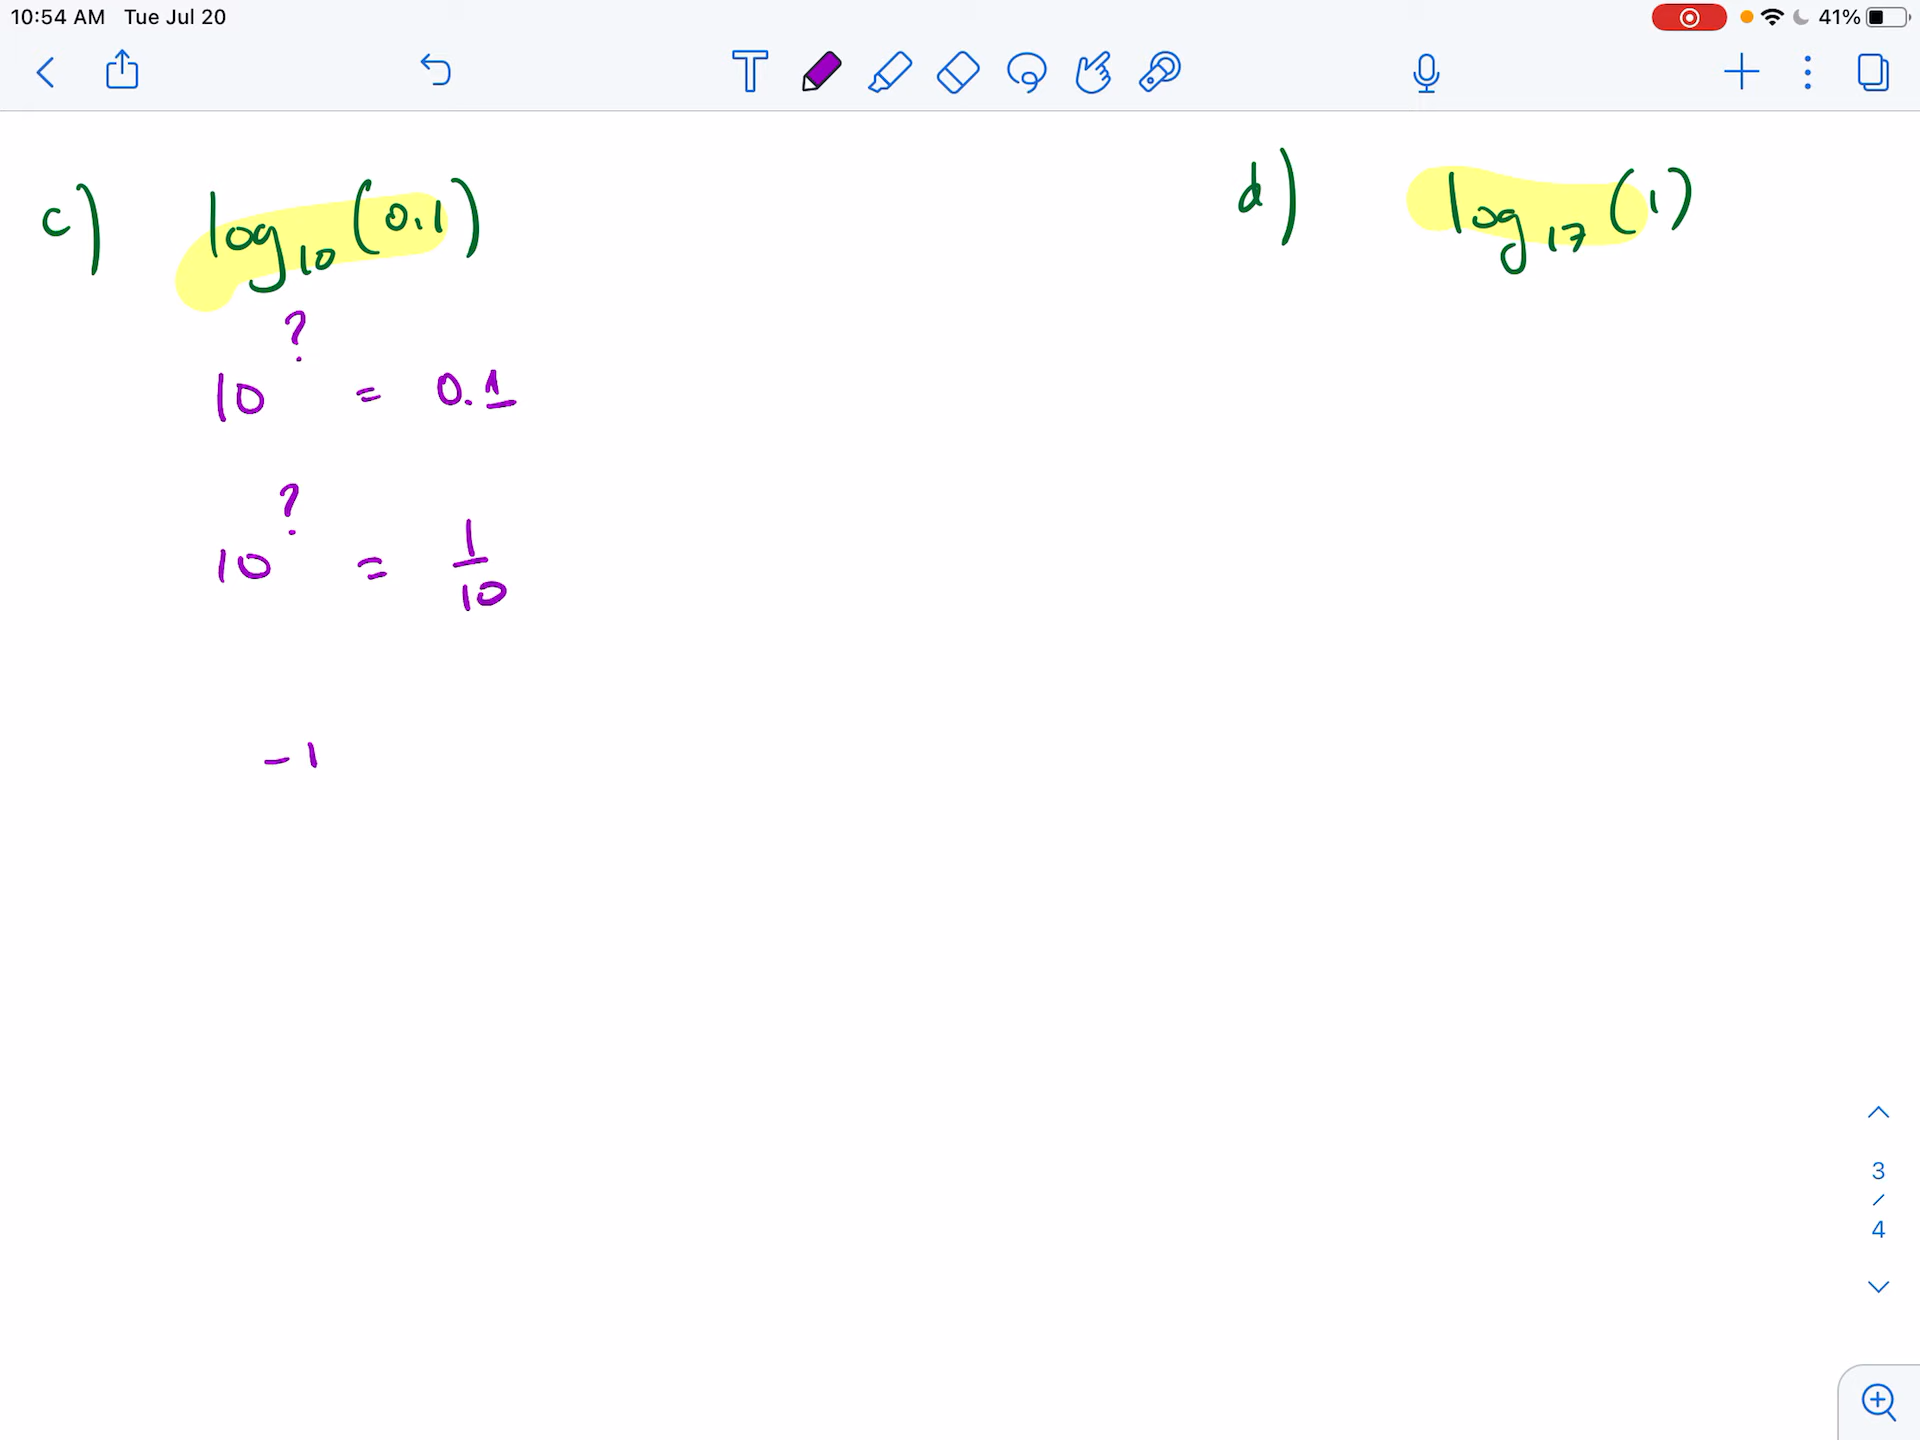 10:54 AM Tue Jul 20
41%
T
c) log₁₀(0.1)
d) log₁₇(1)
10^? = 0.1
10^? = 1/10
-1
3
/
4